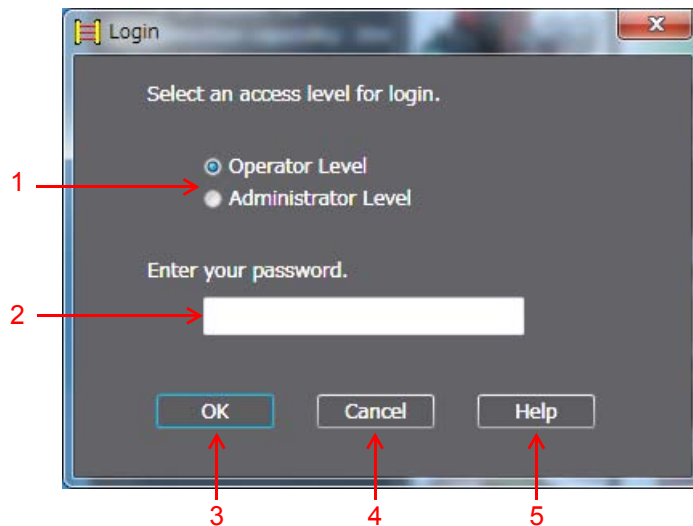 Login
Select an access level for login.
Operator Level
1
Administrator Level
Enter your password.
2
OK Cancel Help
3 4 5